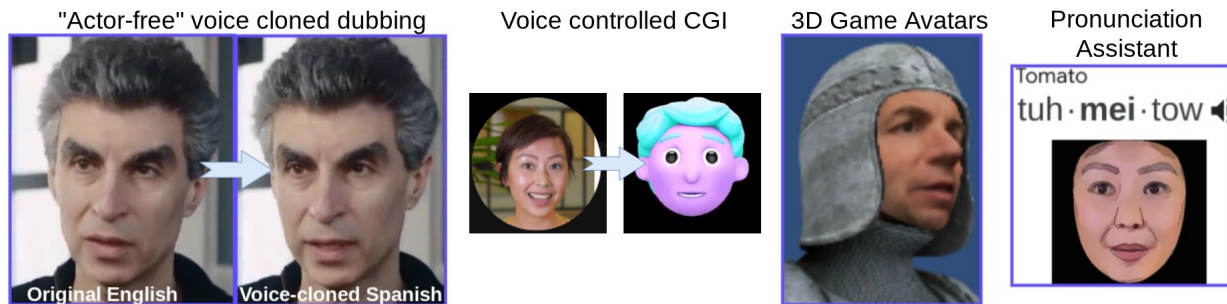 "Actor-free" voice cloned dubbing
Voice controlled CGI
3D Game Avatars
Pronunciation
Assistant
Original English
Voice-cloned Spanish
Tomato
tuh·mei·tow